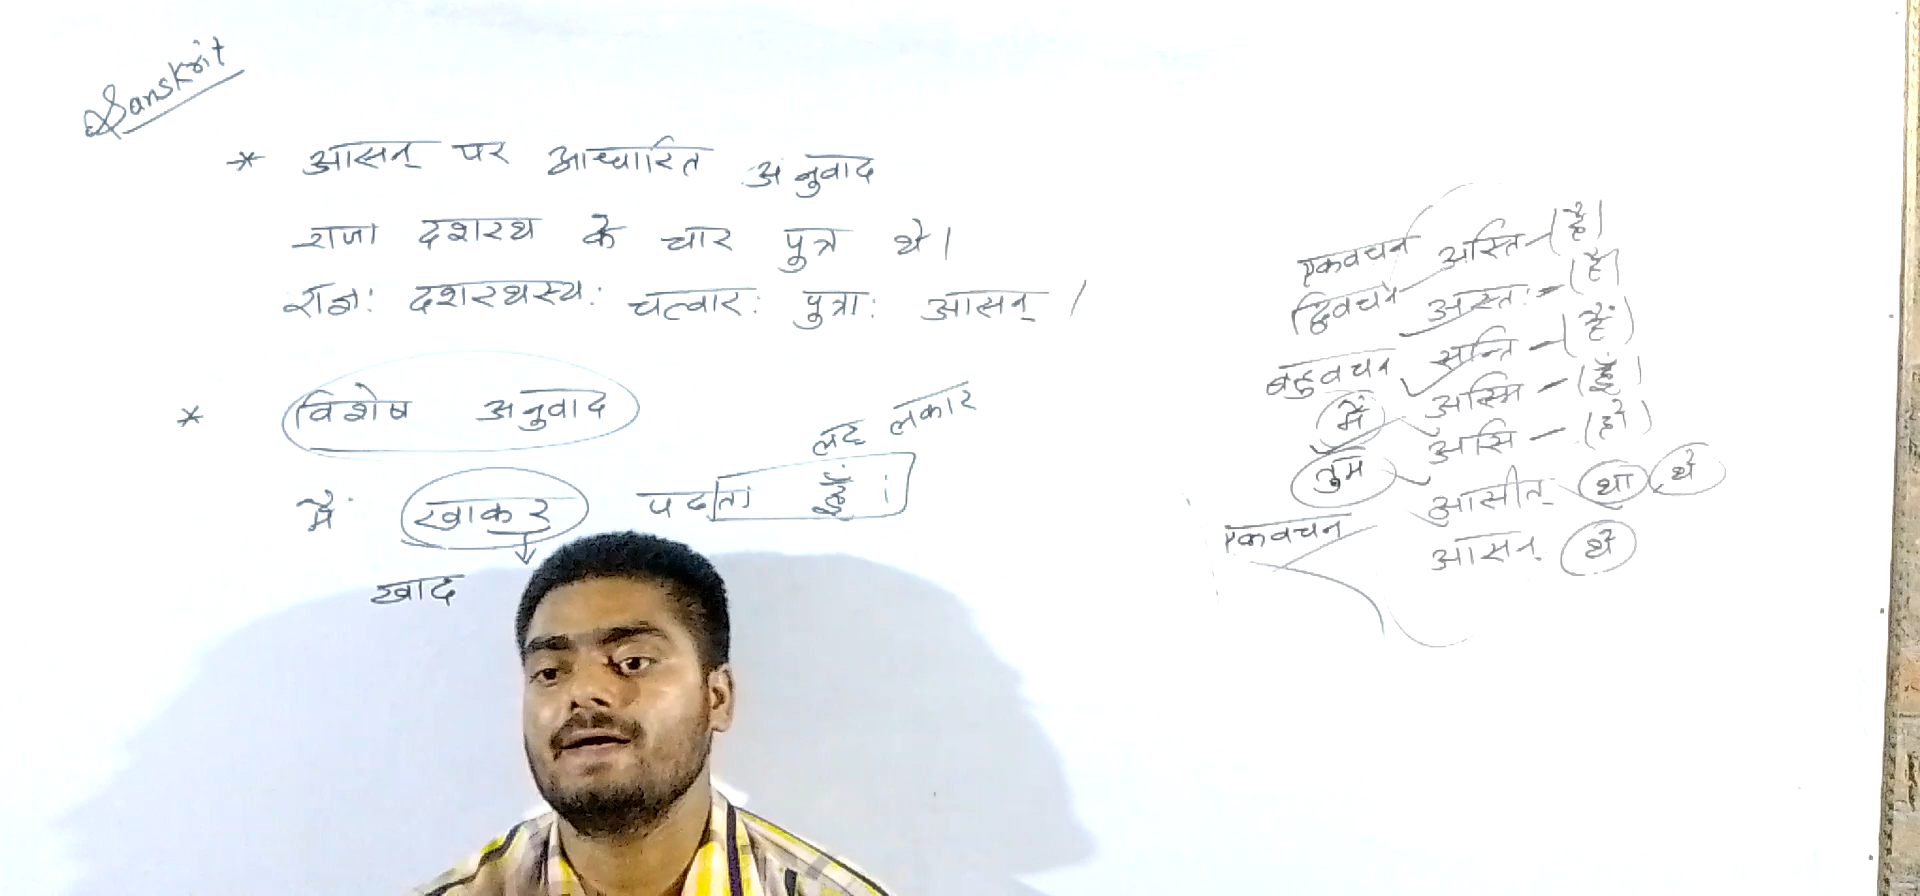 Sanskrit
* आसन् पर आधारित अनुवाद
राजा दशरथ के चार पुत्र थे।
राज्ञः दशरथस्यः चत्वारः पुत्राः आसन् ।
* विशेष अनुवाद
लट् लकार
मैं खाकर पढ़ता हूँ ।
खाद
एकवचन अस्ति - (है)
द्विवचन अस्तः - (हैं)
बहुवचन सन्ति - (हैं)
मैं अस्मि - (हूँ)
तुम असि - (हो)
एकवचन आसीत् था, थे
आसन् थे